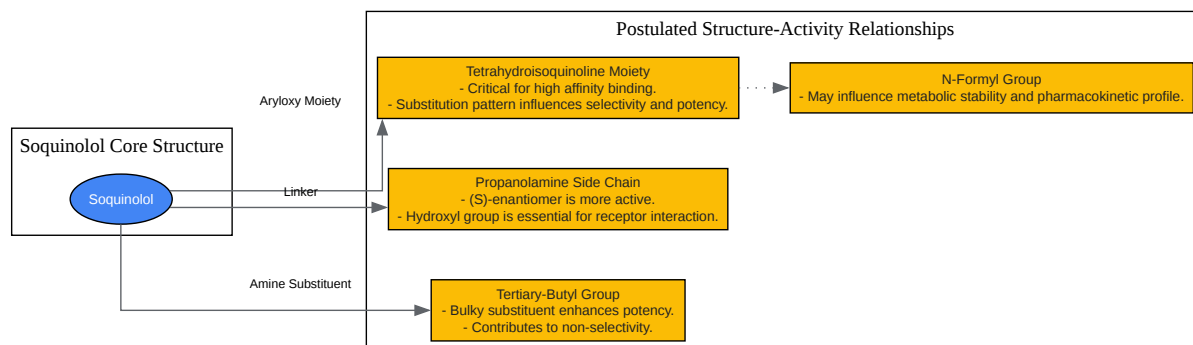 Postulated Structure-Activity Relationships
Tetrahydroisoquinoline Moiety
- Critical for high affinity binding.
- Substitution pattern influences selectivity and potency.
N-Formyl Group
- May influence metabolic stability and pharmacokinetic profile.
Aryloxy Moiety
Soquinolol Core Structure
Soquinolol
Linker
Propanolamine Side Chain
- (S)-enantiomer is more active.
- Hydroxyl group is essential for receptor interaction.
Amine Substituent
Tertiary-Butyl Group
- Bulky substituent enhances potency.
- Contributes to non-selectivity.